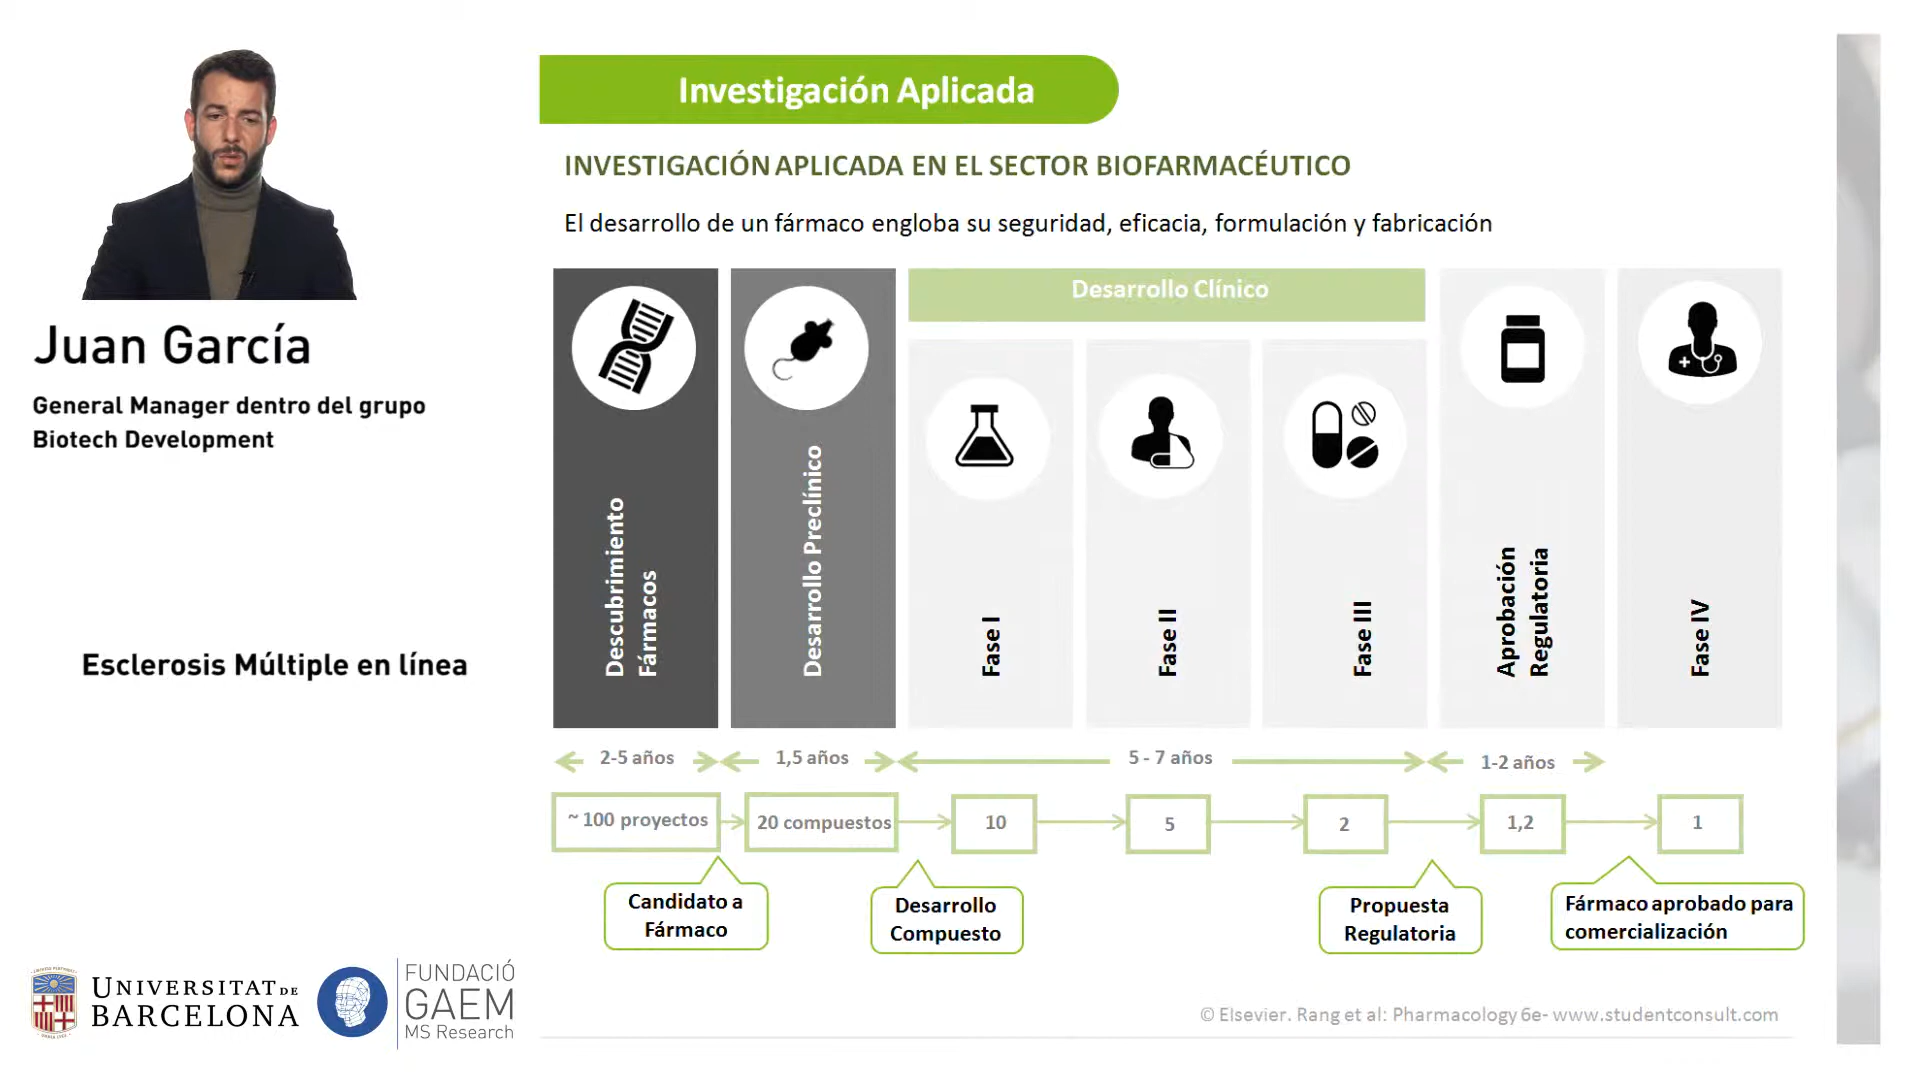 Investigación Aplicada
INVESTIGACIÓN APLICADA EN EL SECTOR BIOFARMACÉUTICO
El desarrollo de un fármaco engloba su seguridad, eficacia, formulación y fabricación
Juan García
General Manager dentro del grupo
Biotech Development
Esclerosis Múltiple en línea
Desarrollo Clínico
Descubrimiento
Fármacos
Desarrollo Preclínico
Fase I
Fase II
Fase III
Aprobación
Regulatoria
Fase IV
2-5 años
1,5 años
5 - 7 años
1-2 años
~ 100 proyectos
20 compuestos
10
5
2
1,2
1
Candidato a
Fármaco
Desarrollo
Compuesto
Propuesta
Regulatoria
Fármaco aprobado para
comercialización
UNIVERSITAT DE
BARCELONA
FUNDACIÓ
GAEM
MS Research
© Elsevier. Rang et al: Pharmacology 6e- www.studentconsult.com